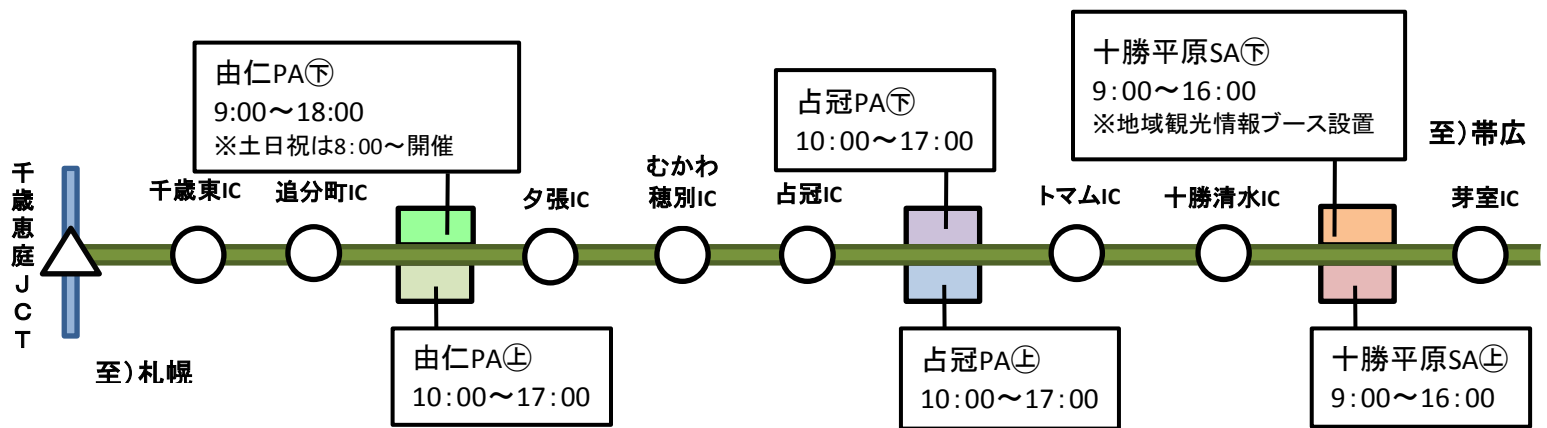 由仁PA㊦
9:00～18:00
※土日祝は8:00～開催
占冠PA㊦
10:00～17:00
十勝平原SA㊦
9:00～16:00
※地域観光情報ブース設置
至）帯広
千歳恵庭JCT
千歳東IC
追分町IC
夕張IC
むかわ
穂別IC
占冠IC
トマムIC
十勝清水IC
芽室IC
至）札幌
由仁PA㊤
10:00～17:00
占冠PA㊤
10:00～17:00
十勝平原SA㊤
9:00～16:00